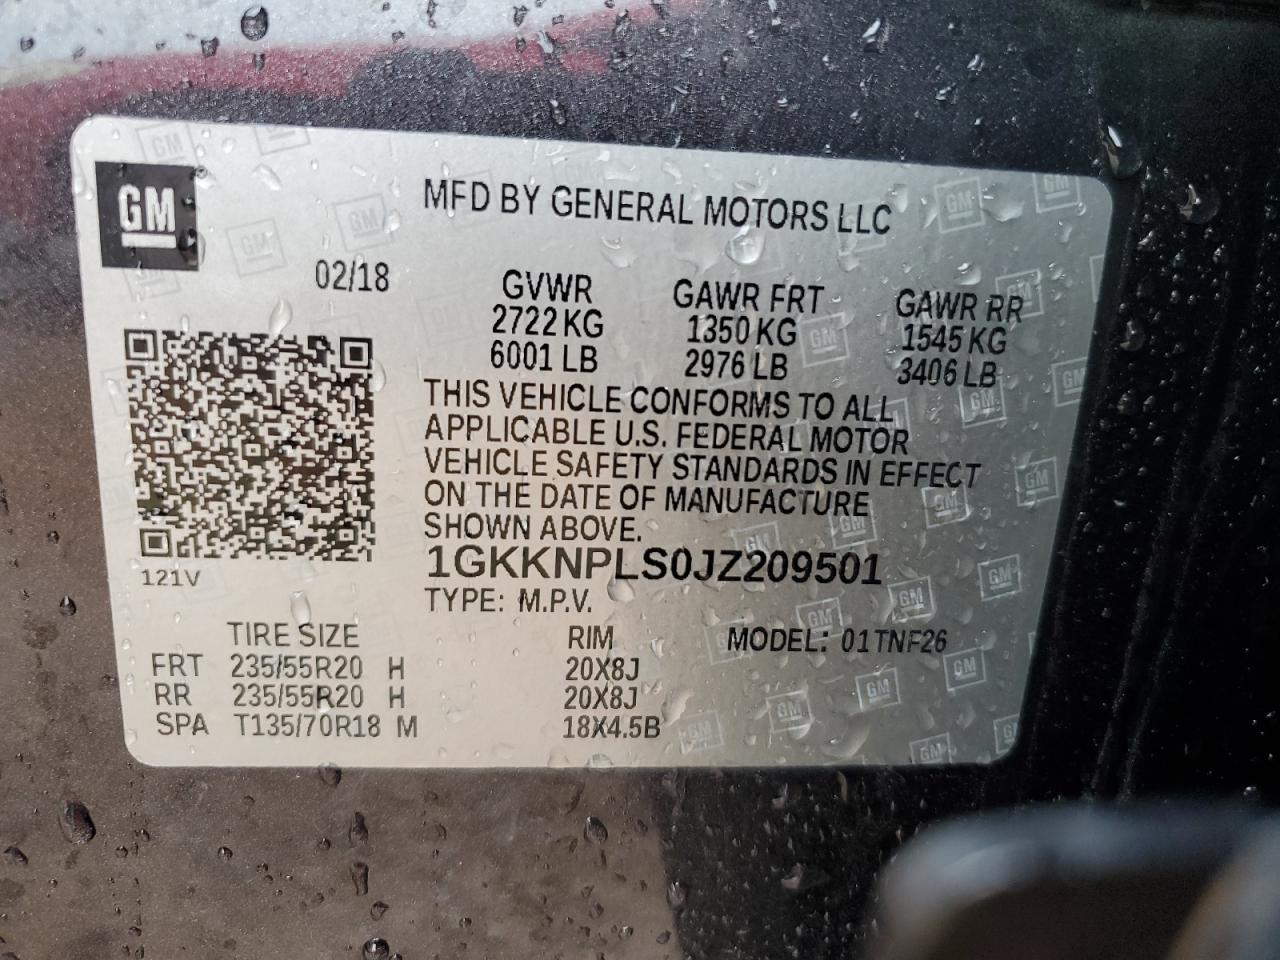 GM
MFD BY GENERAL MOTORS LLC
02/18
GVWR GAWR FRT GAWR RR
2722 KG 1350 KG 1545 KG
6001 LB 2976 LB 3406 LB
THIS VEHICLE CONFORMS TO ALL
APPLICABLE U.S. FEDERAL MOTOR
VEHICLE SAFETY STANDARDS IN EFFECT
ON THE DATE OF MANUFACTURE
SHOWN ABOVE.
1GKKNPLS0JZ209501
121V
TYPE: M.P.V.
TIRE SIZE RIM MODEL: 01TNF26
FRT 235/55R20 H 20X8J
RR 235/55R20 H 20X8J
SPA T135/70R18 M 18X4.5B